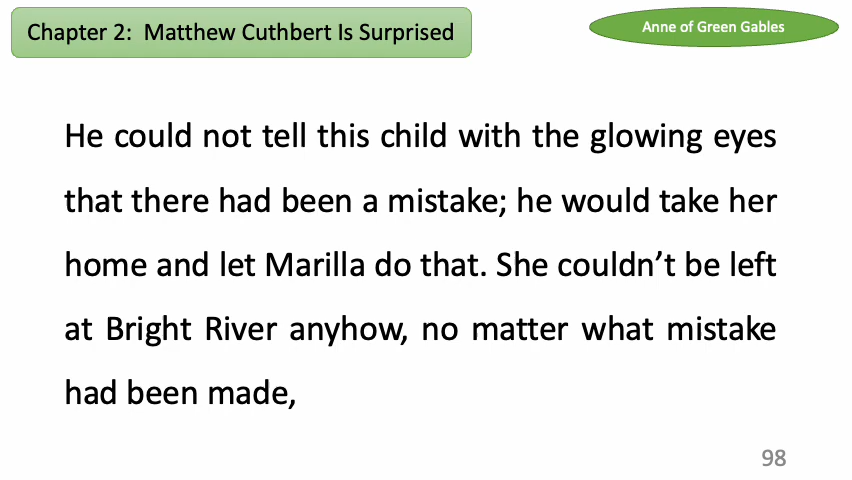 Chapter 2:  Matthew Cuthbert Is Surprised
Anne of Green Gables
He could not tell this child with the glowing eyes
that there had been a mistake; he would take her
home and let Marilla do that. She couldn’t be left
at Bright River anyhow, no matter what mistake
had been made,
98